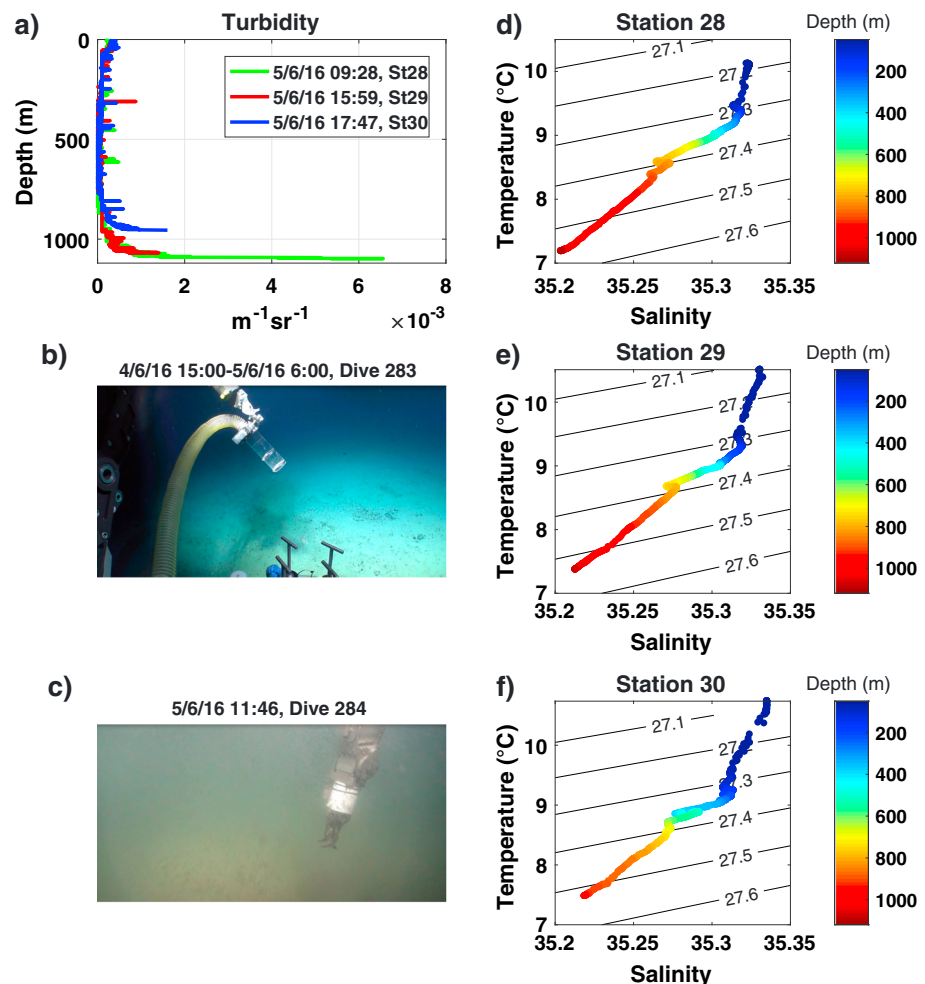 a)
Turbidity
0
500
1000
Depth (m)
5/6/16 09:28, St28
5/6/16 15:59, St29
5/6/16 17:47, St30
0 2 4 6 8
m⁻¹sr⁻¹
×10⁻³
b)
4/6/16 15:00-5/6/16 6:00, Dive 283
c)
5/6/16 11:46, Dive 284
d)
Station 28
Depth (m)
Temperature (°C)
10
9
8
7
27.1
27.4
27.5
27.6
35.2 35.25 35.3 35.35
Salinity
200
400
600
800
1000
e)
Station 29
Depth (m)
Temperature (°C)
10
9
8
7
27.1
27.4
27.5
27.6
35.2 35.25 35.3 35.35
Salinity
200
400
600
800
1000
f)
Station 30
Depth (m)
Temperature (°C)
10
9
8
7
27.1
27.4
27.5
27.6
35.2 35.25 35.3 35.35
Salinity
200
400
600
800
1000